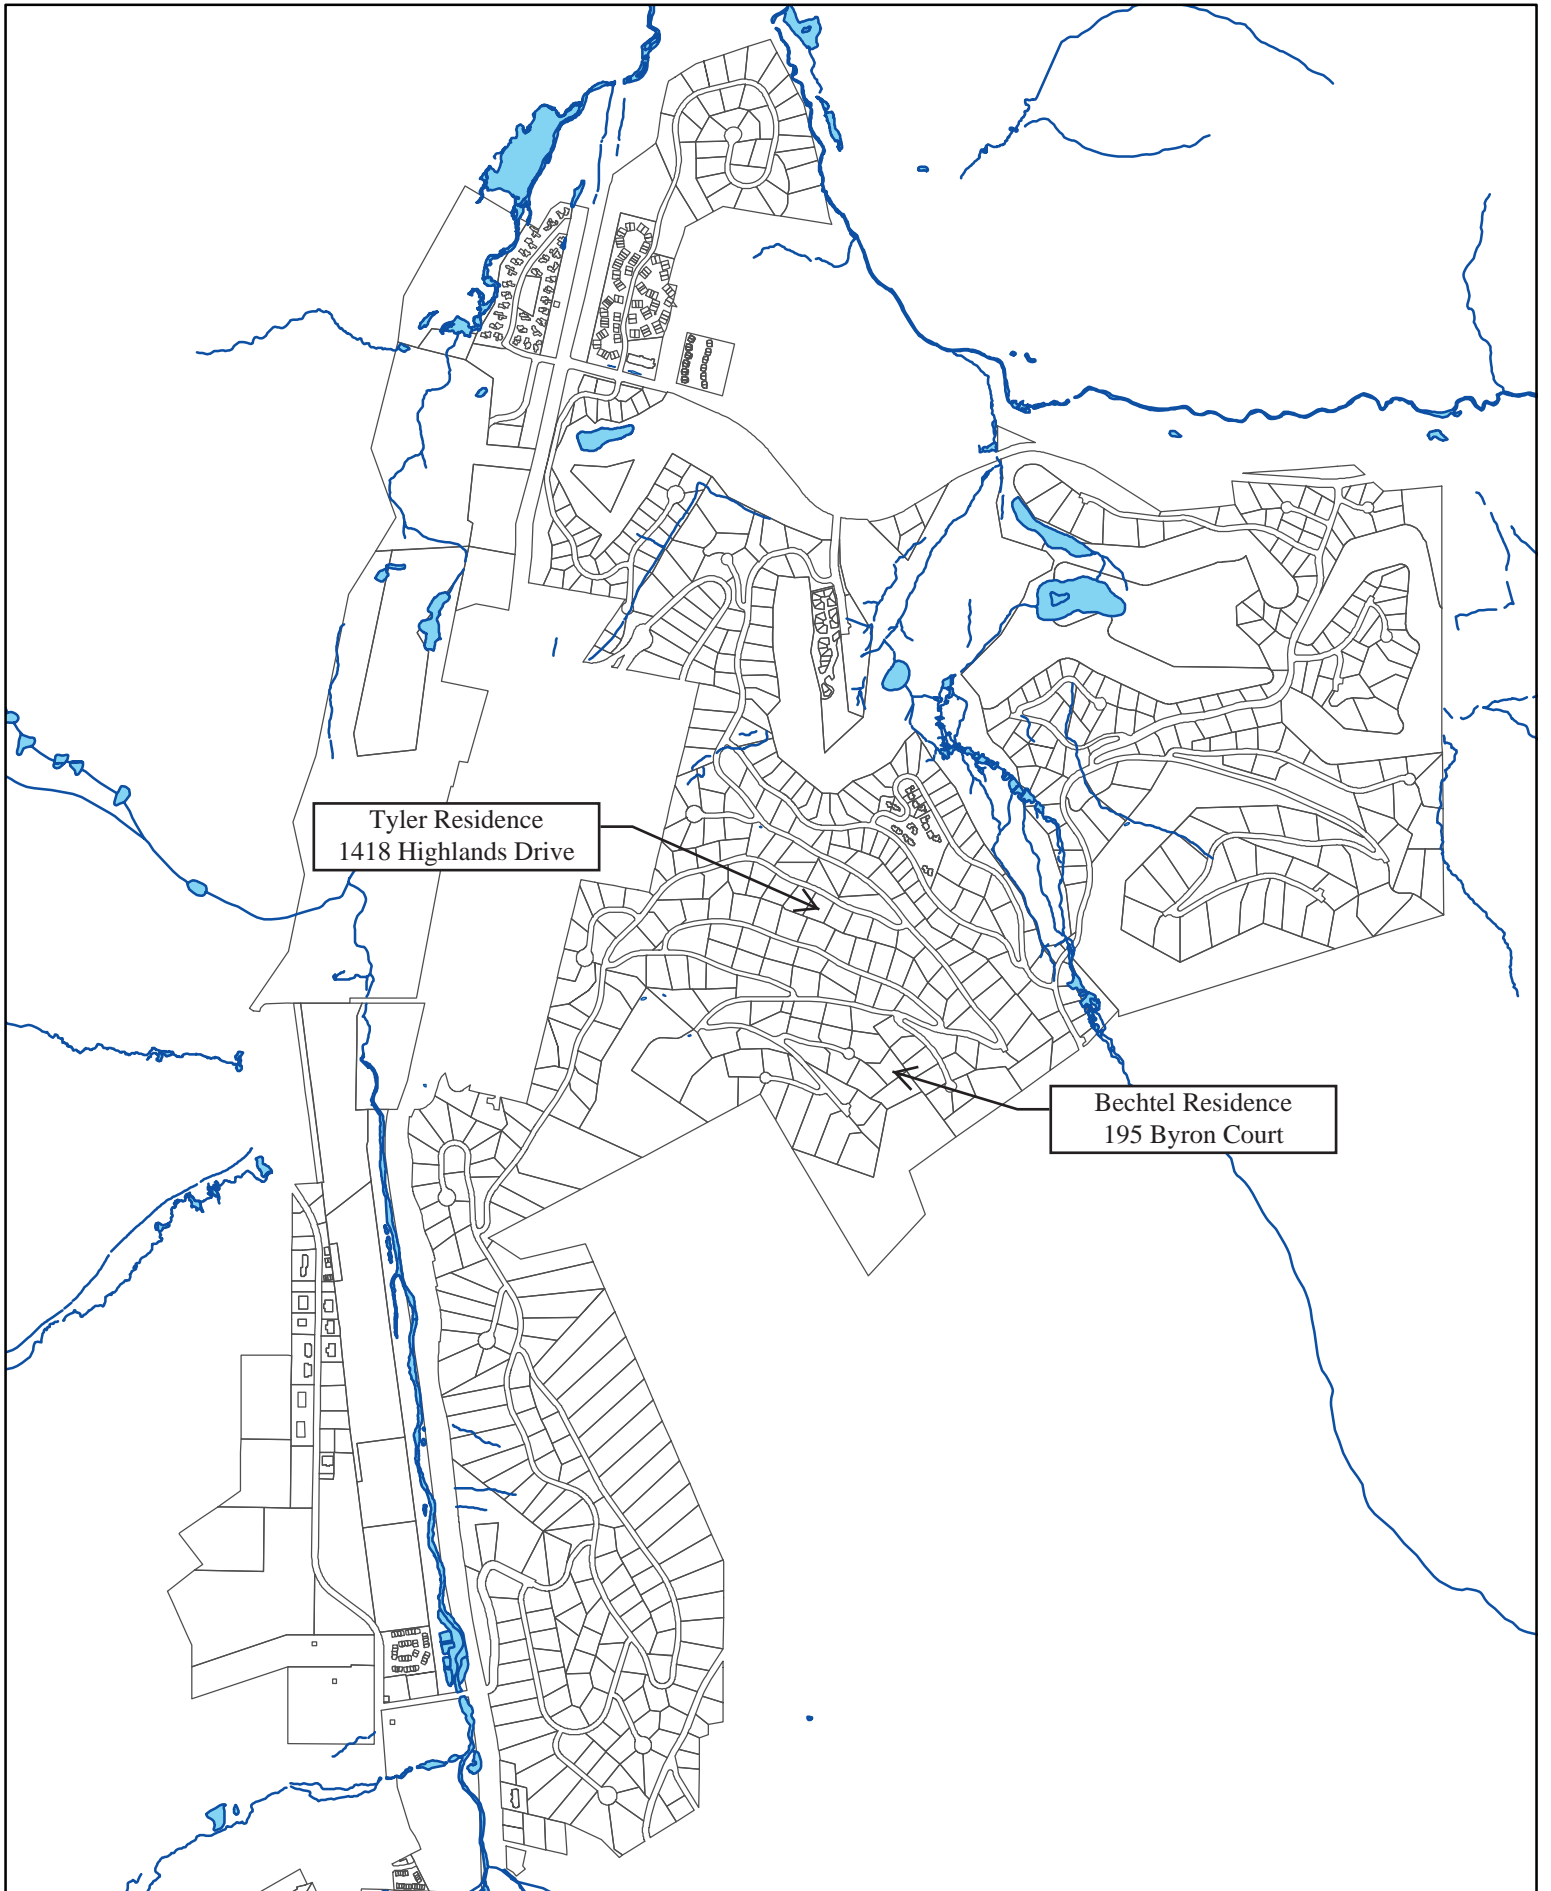 Tyler Residence
1418 Highlands Drive
Bechtel Residence
195 Byron Court